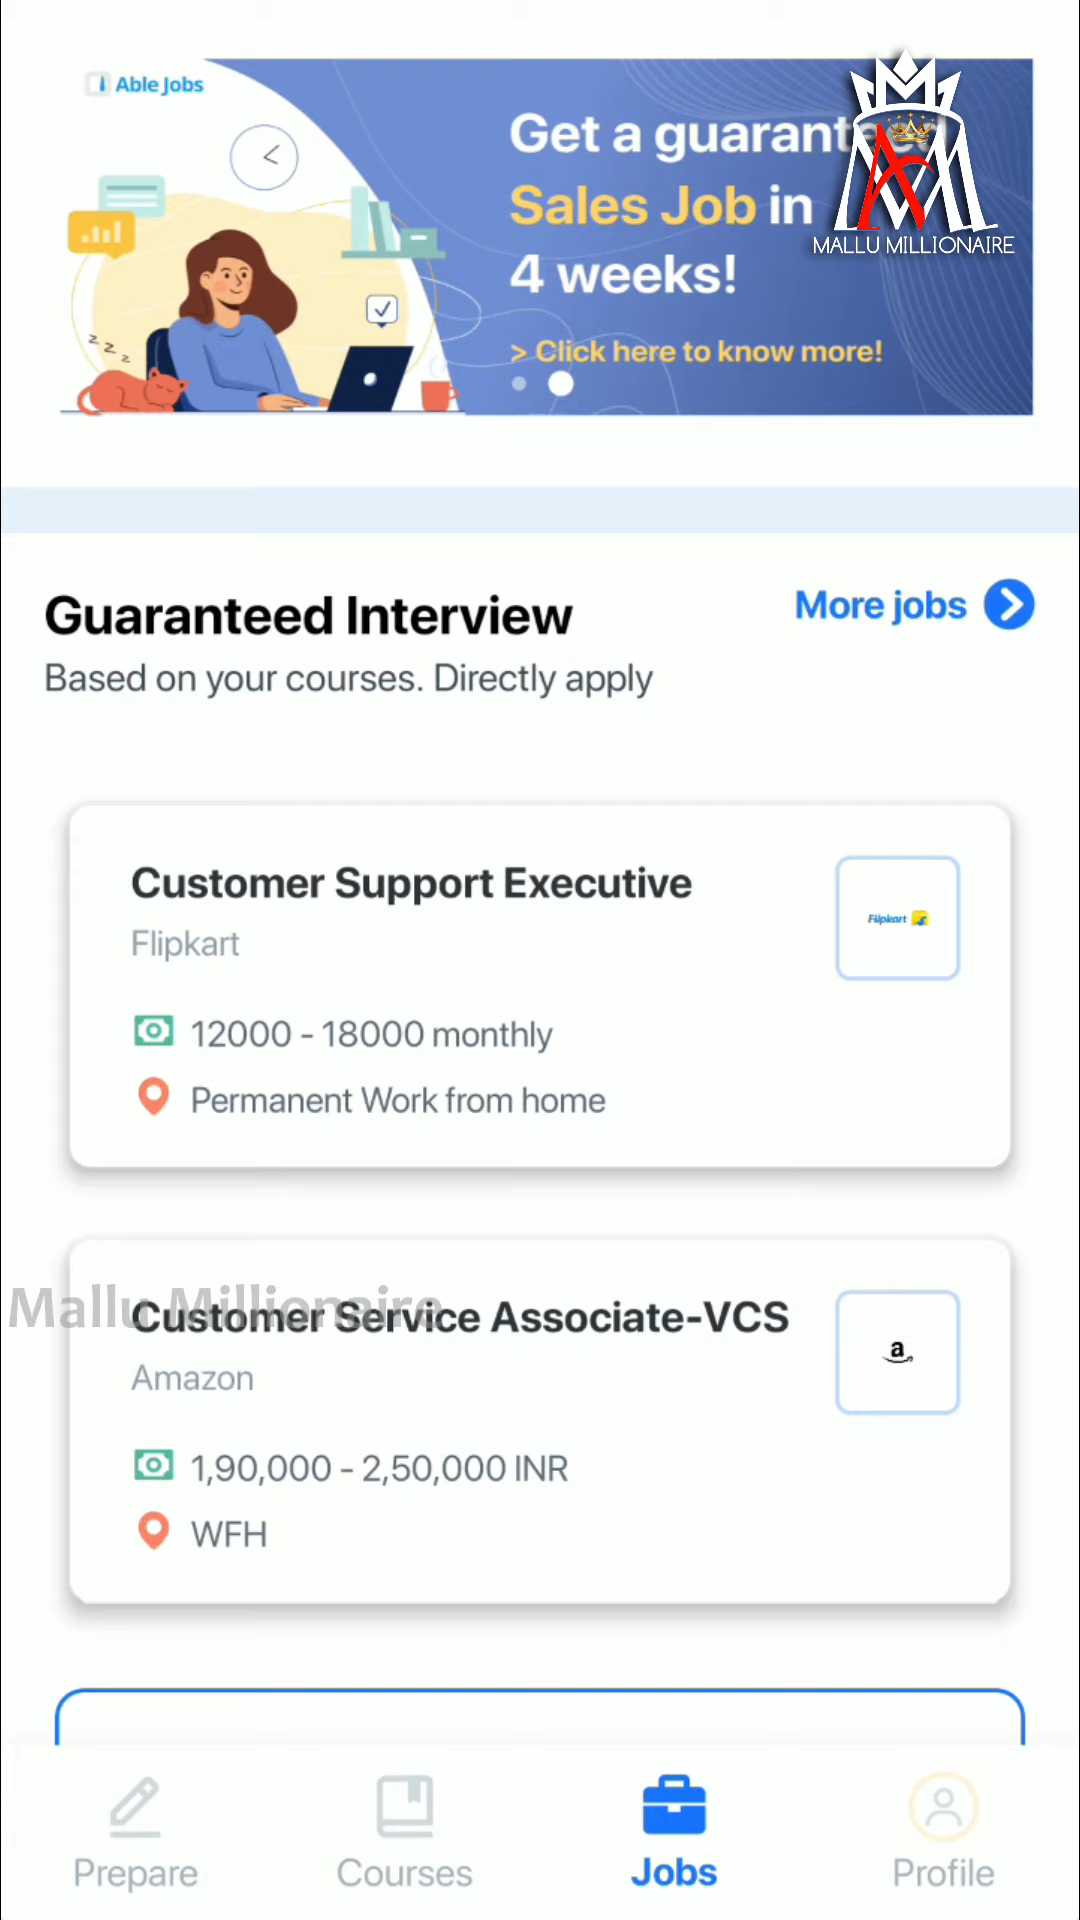 Able Jobs
Get a guaranteed
Sales Job in
4 weeks!
> Click here to know more!
MALLU MILLIONAIRE
z z z
Guaranteed Interview
More jobs
Based on your courses. Directly apply
Customer Support Executive
Flipkart
Flipkart
12000 - 18000 monthly
Permanent Work from home
Mallu Millionaire
Customer Service Associate-VCS
a
Amazon
1,90,000 - 2,50,000 INR
WFH
Prepare
Courses
Jobs
Profile